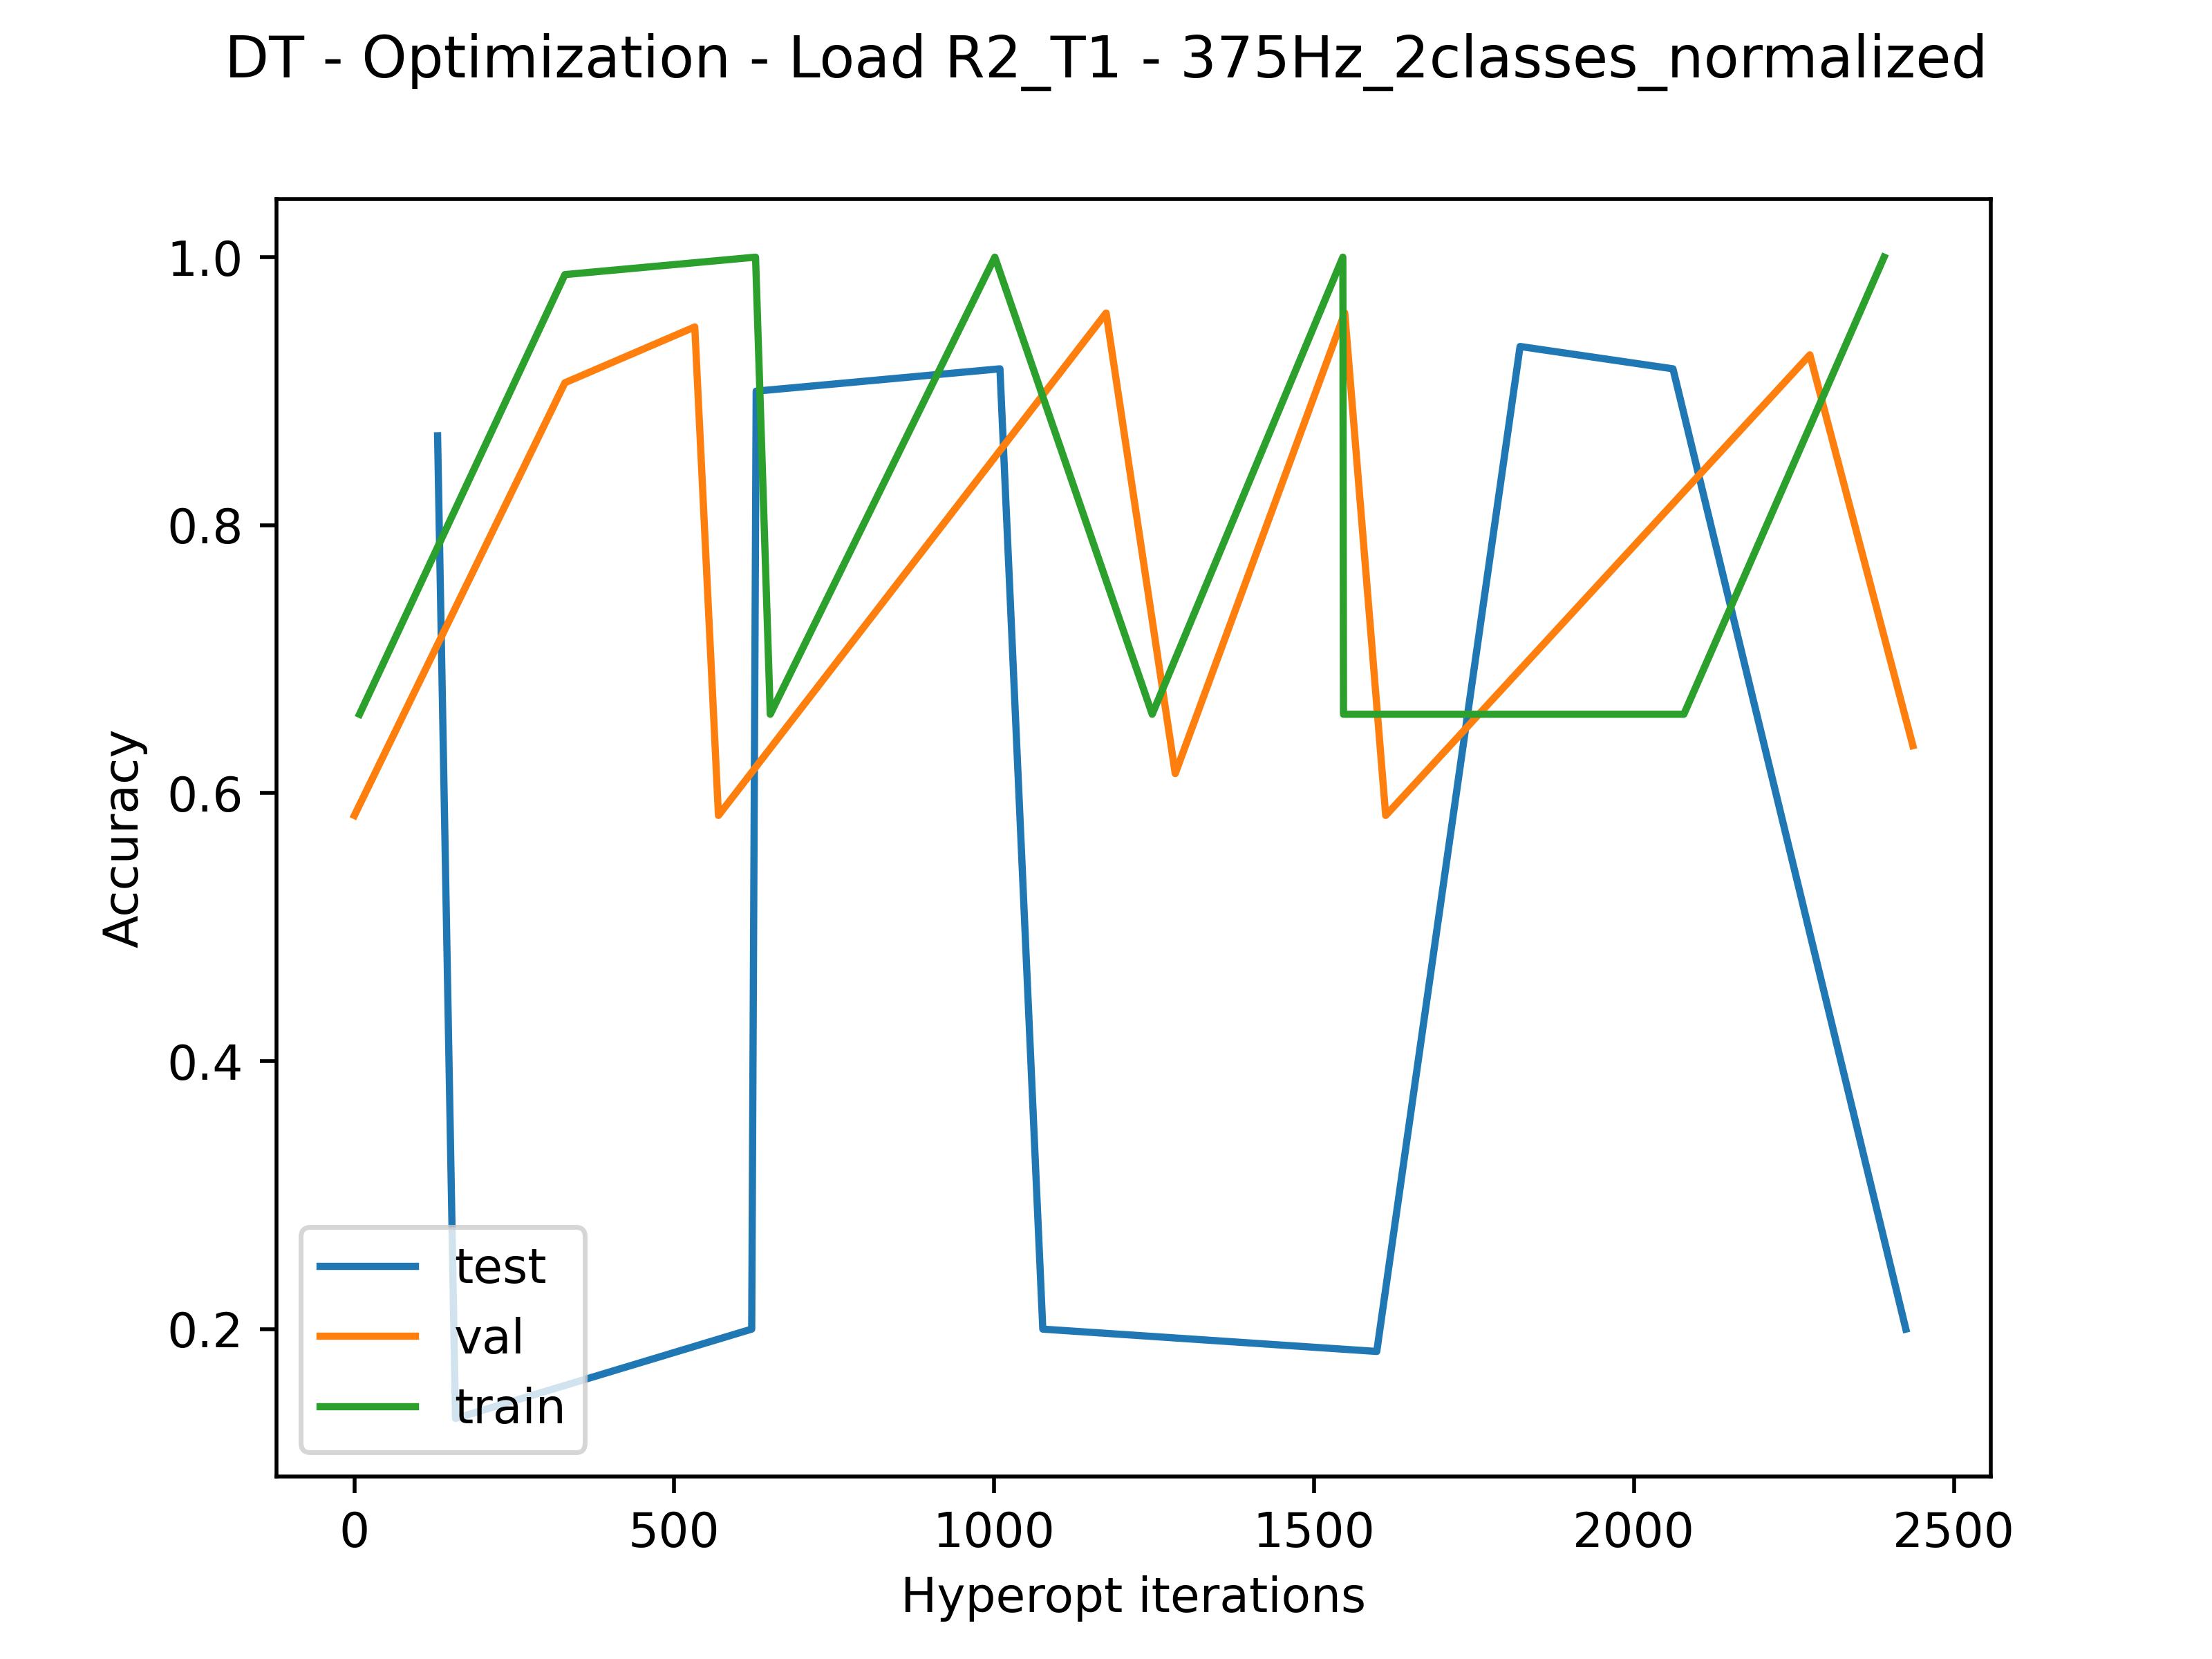 DT - Optimization - Load R2_T1 - 375Hz_2classes_normalized
1.0
0.8
0.6
0.4
0.2
Accuracy
test
val
train
0 500 1000 1500 2000 2500
Hyperopt iterations